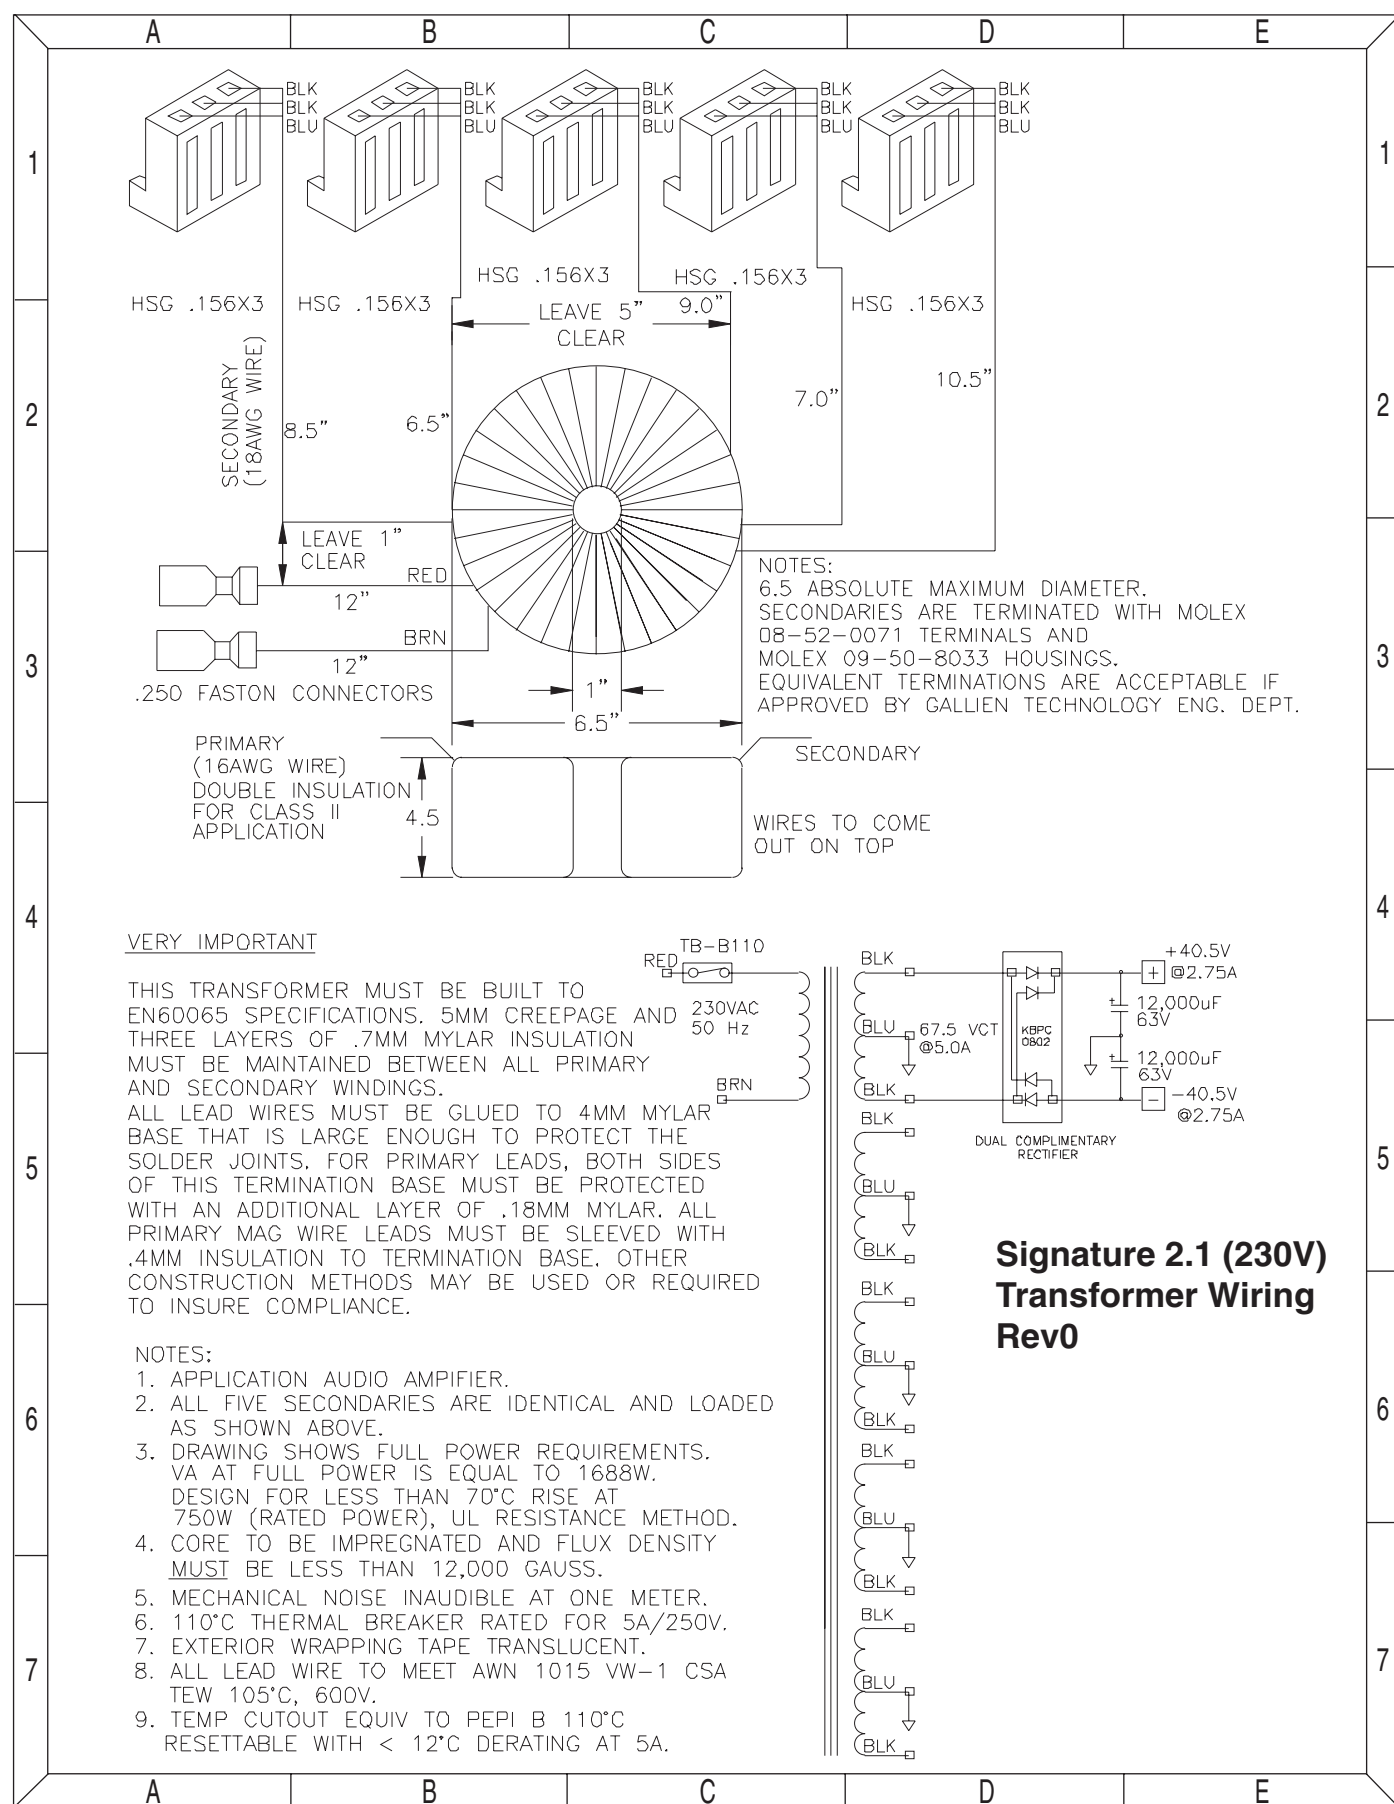 A B C D E
BLK
BLK
BLU
BLK
BLK
BLU
BLK
BLK
BLU
BLK
BLK
BLU
BLK
BLK
BLU
1 1
HSG .156X3
HSG .156X3
HSG .156X3
HSG .156X3
HSG .156X3
LEAVE 5"
CLEAR
9.0"
SECONDARY
(18AWG WIRE)
8.5"
6.5"
7.0"
10.5"
2 2
LEAVE 1"
CLEAR
RED
12"
BRN
12"
.250 FASTON CONNECTORS
3 3
NOTES:
6.5 ABSOLUTE MAXIMUM DIAMETER.
SECONDARIES ARE TERMINATED WITH MOLEX
08-52-0071 TERMINALS AND
MOLEX 09-50-8033 HOUSINGS.
EQUIVALENT TERMINATIONS ARE ACCEPTABLE IF
APPROVED BY GALLIEN TECHNOLOGY ENG. DEPT.
1"
6.5"
PRIMARY
(16AWG WIRE)
DOUBLE INSULATION
FOR CLASS II
APPLICATION
4.5
SECONDARY
WIRES TO COME
OUT ON TOP
4 4
VERY IMPORTANT
THIS TRANSFORMER MUST BE BUILT TO
EN60065 SPECIFICATIONS. 5MM CREEPAGE AND
THREE LAYERS OF .7MM MYLAR INSULATION
MUST BE MAINTAINED BETWEEN ALL PRIMARY
AND SECONDARY WINDINGS.
ALL LEAD WIRES MUST BE GLUED TO 4MM MYLAR
BASE THAT IS LARGE ENOUGH TO PROTECT THE
SOLDER JOINTS. FOR PRIMARY LEADS, BOTH SIDES
OF THIS TERMINATION BASE MUST BE PROTECTED
WITH AN ADDITIONAL LAYER OF .18MM MYLAR. ALL
PRIMARY MAG WIRE LEADS MUST BE SLEEVED WITH
.4MM INSULATION TO TERMINATION BASE. OTHER
CONSTRUCTION METHODS MAY BE USED OR REQUIRED
TO INSURE COMPLIANCE.
TB-B110
RED
230VAC
50 Hz
BRN
BLK
BLU
67.5 VCT
@5.0A
BLK
KBPC
0802
+40.5V
+ @2.75A
+
12,000uF
63V
+
12,000uF
63V
- -40.5V
@2.75A
DUAL COMPLIMENTARY
RECTIFIER
BLK
BLU
BLK
BLK
BLU
BLK
BLK
BLU
BLK
BLK
BLU
BLK
5 5
Signature 2.1 (230V)
Transformer Wiring
Rev0
NOTES:
1. APPLICATION AUDIO AMPIFIER.
2. ALL FIVE SECONDARIES ARE IDENTICAL AND LOADED
AS SHOWN ABOVE.
3. DRAWING SHOWS FULL POWER REQUIREMENTS.
VA AT FULL POWER IS EQUAL TO 1688W.
DESIGN FOR LESS THAN 70°C RISE AT
750W (RATED POWER), UL RESISTANCE METHOD.
4. CORE TO BE IMPREGNATED AND FLUX DENSITY
MUST BE LESS THAN 12,000 GAUSS.
5. MECHANICAL NOISE INAUDIBLE AT ONE METER.
6. 110°C THERMAL BREAKER RATED FOR 5A/250V.
7. EXTERIOR WRAPPING TAPE TRANSLUCENT.
8. ALL LEAD WIRE TO MEET AWN 1015 VW-1 CSA
TEW 105°C, 600V.
9. TEMP CUTOUT EQUIV TO PEPI B 110°C
RESETTABLE WITH < 12°C DERATING AT 5A.
6 6
7 7
A B C D E